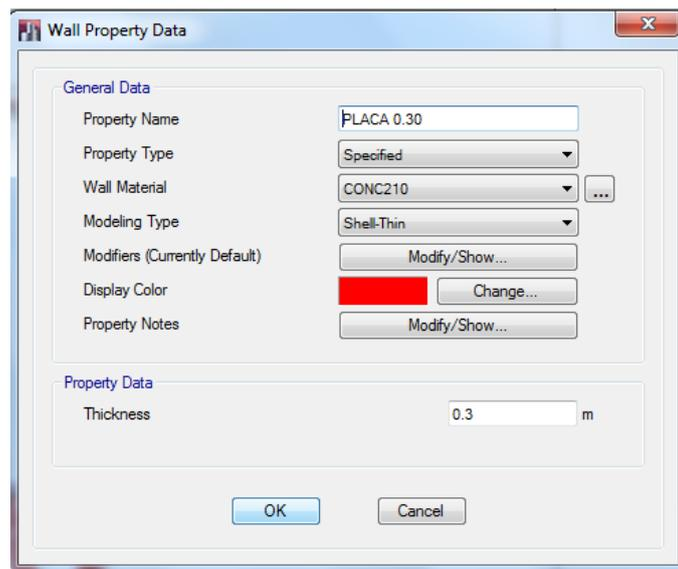 Wall Property Data
General Data
Property Name PLACA 0.30
Property Type Specified
Wall Material CONC210 ...
Modeling Type Shell-Thin
Modifiers (Currently Default) Modify/Show...
Display Color Change...
Property Notes Modify/Show...
Property Data
Thickness 0.3 m
OK Cancel